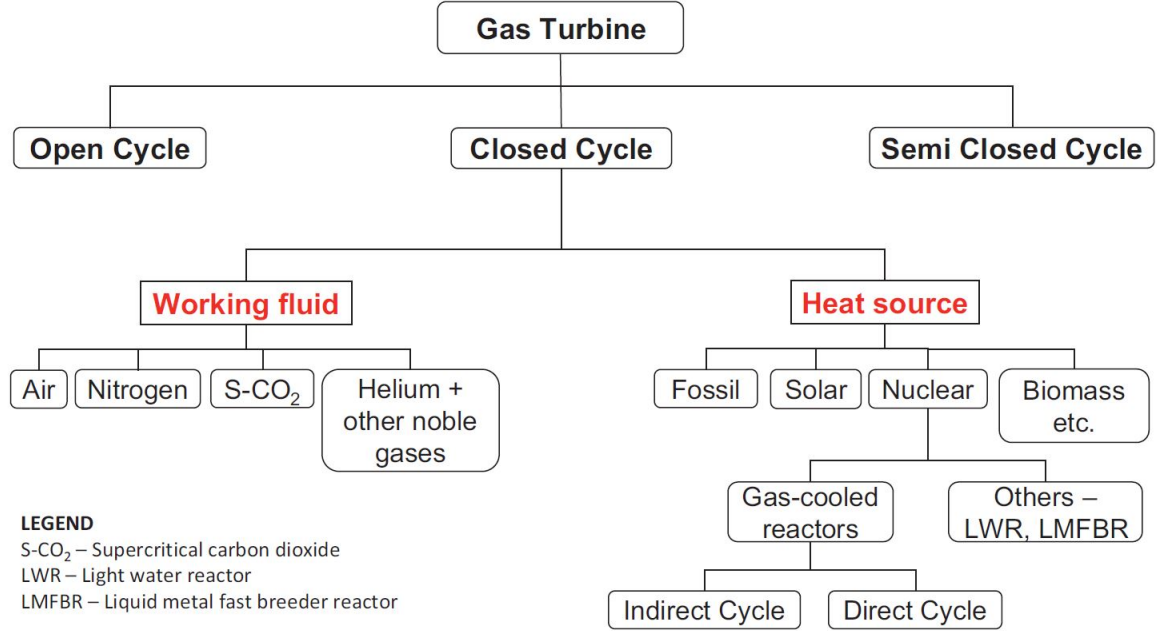 Gas Turbine
Open Cycle
Closed Cycle
Semi Closed Cycle
Working fluid
Heat source
Air
Nitrogen
S-CO₂
Helium +
other noble
gases
Fossil
Solar
Nuclear
Biomass
etc.
Gas-cooled
reactors
Others –
LWR, LMFBR
Indirect Cycle
Direct Cycle
LEGEND
S-CO₂ – Supercritical carbon dioxide
LWR – Light water reactor
LMFBR – Liquid metal fast breeder reactor